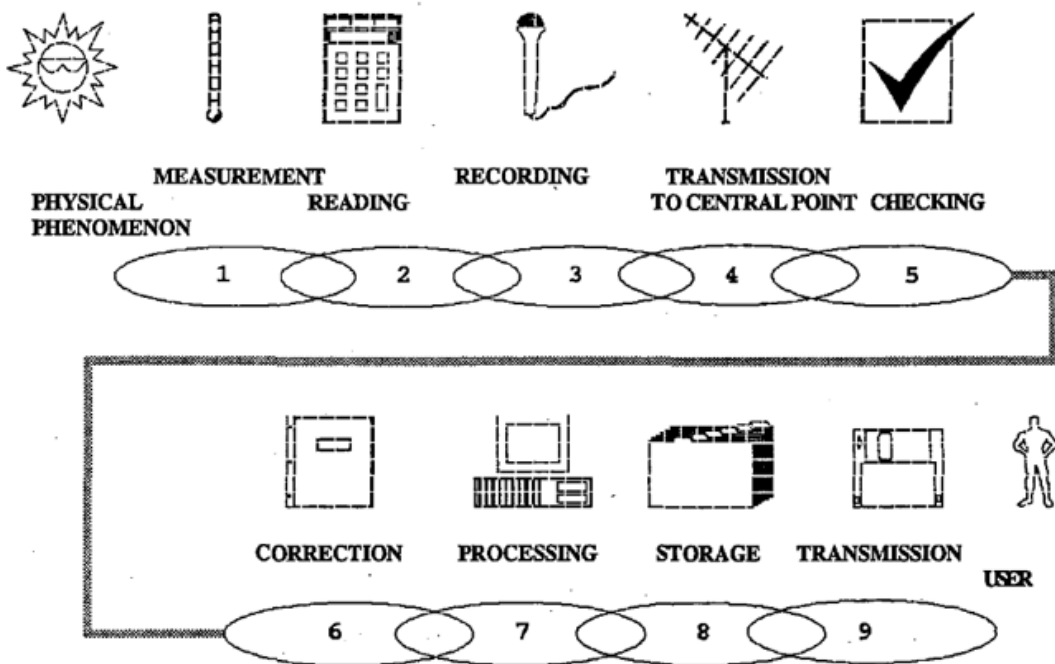 MEASUREMENT RECORDING TRANSMISSION
PHYSICAL READING TO CENTRAL POINT CHECKING
PHENOMENON
1 2 3 4 5
CORRECTION PROCESSING STORAGE TRANSMISSION
USER
6 7 8 9